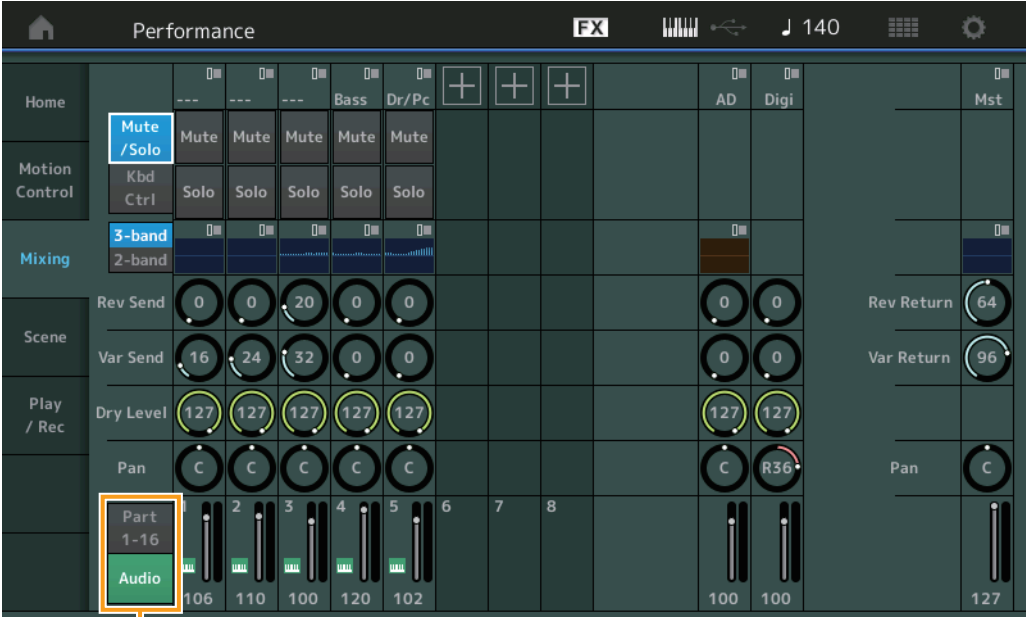 Performance
FX
140
Home
Motion
Control
Mixing
Scene
Play
/ Rec
--- --- --- Bass Dr/Pc AD Digi Mst
Mute
/Solo
Mute Mute Mute Mute Mute
Kbd
Ctrl
Solo Solo Solo Solo Solo
3-band
2-band
Rev Send 0 0 20 0 0 0 0 Rev Return 64
Var Send 16 24 32 0 0 0 0 Var Return 96
Dry Level 127 127 127 127 127 127 127
Pan C C C C C C R36 Pan C
Part
1-16
1 2 3 4 5 6 7 8
Audio
106 110 100 120 102 100 100 127